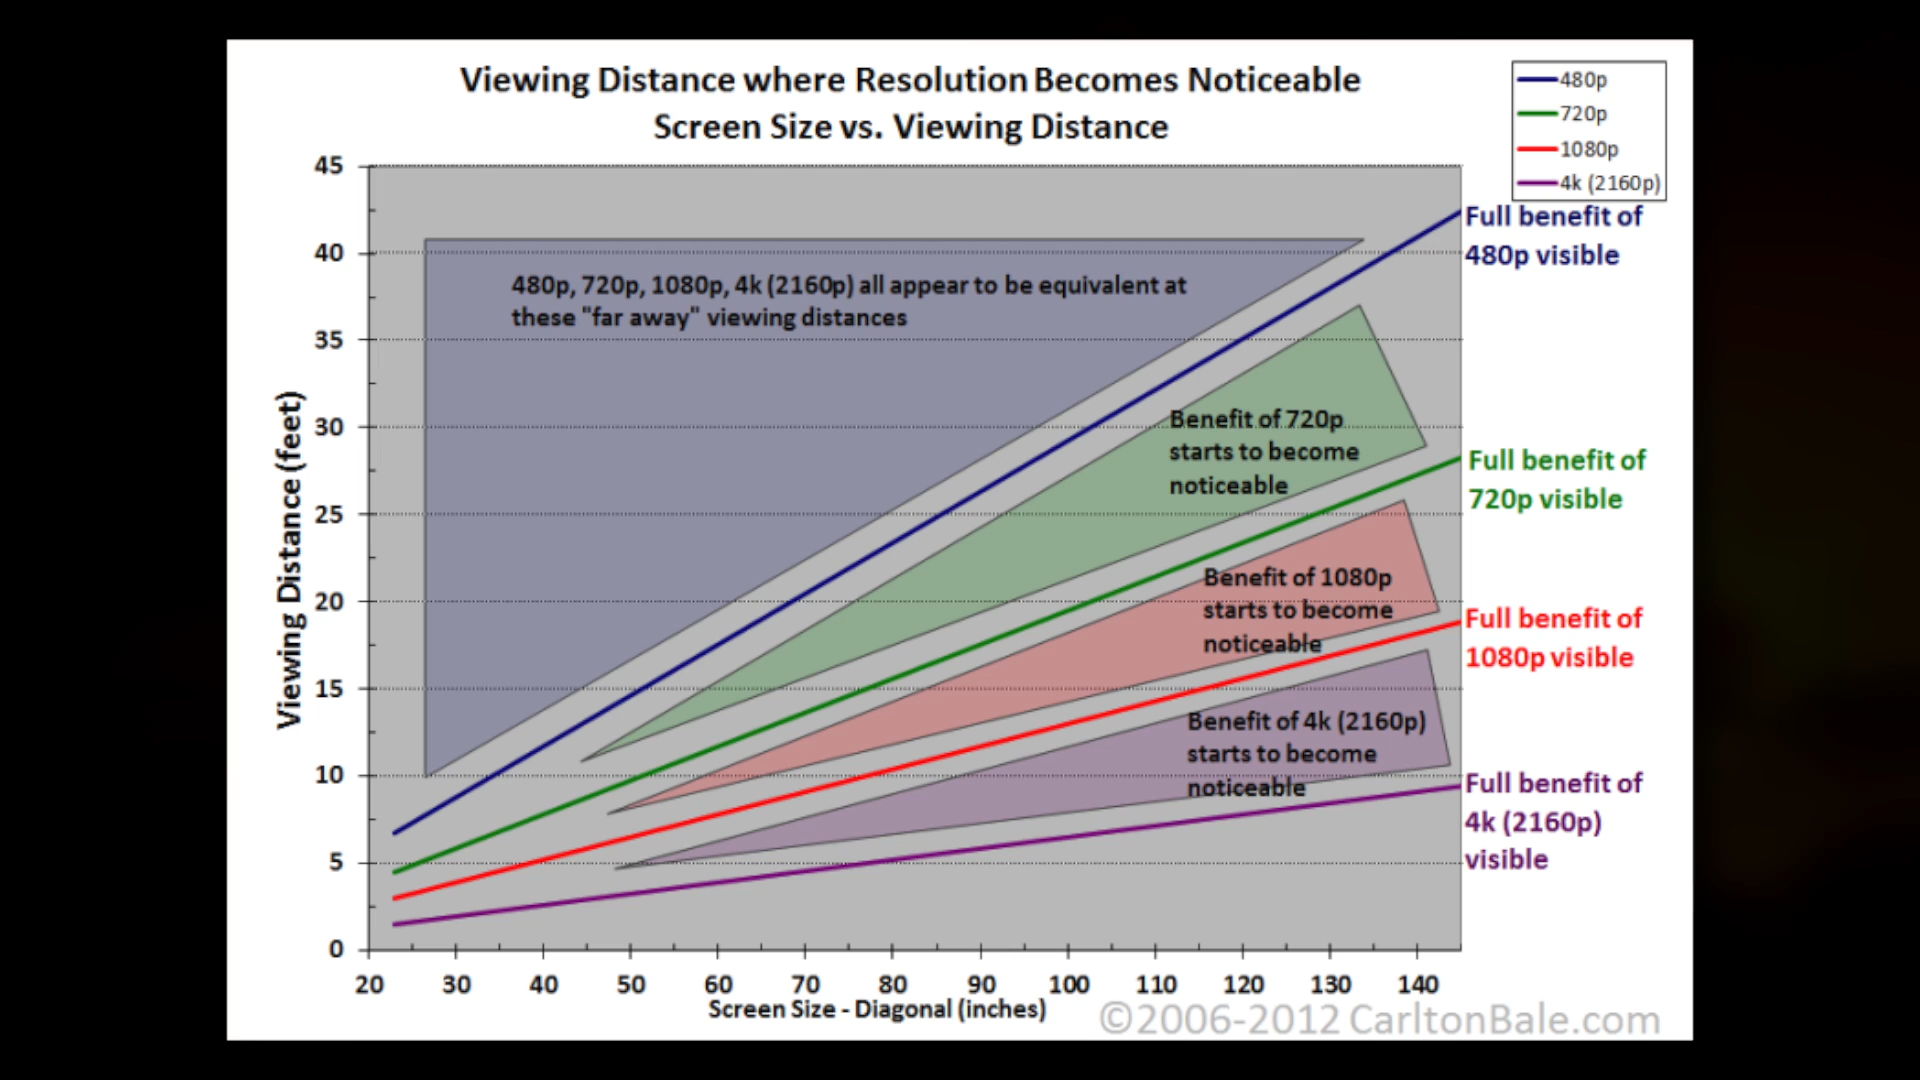 Viewing Distance where Resolution Becomes Noticeable
Screen Size vs. Viewing Distance
480p
720p
1080p
4k (2160p)
45
40
35
30
25
20
15
10
5
0
Viewing Distance (feet)
480p, 720p, 1080p, 4k (2160p) all appear to be equivalent at
these "far away" viewing distances
Benefit of 720p
starts to become
noticeable
Benefit of 1080p
starts to become
noticeable
Benefit of 4k (2160p)
starts to become
noticeable
Full benefit of
480p visible
Full benefit of
720p visible
Full benefit of
1080p visible
Full benefit of
4k (2160p)
visible
20 30 40 50 60 70 80 90 100 110 120 130 140
Screen Size - Diagonal (inches)
©2006-2012 CarltonBale.com